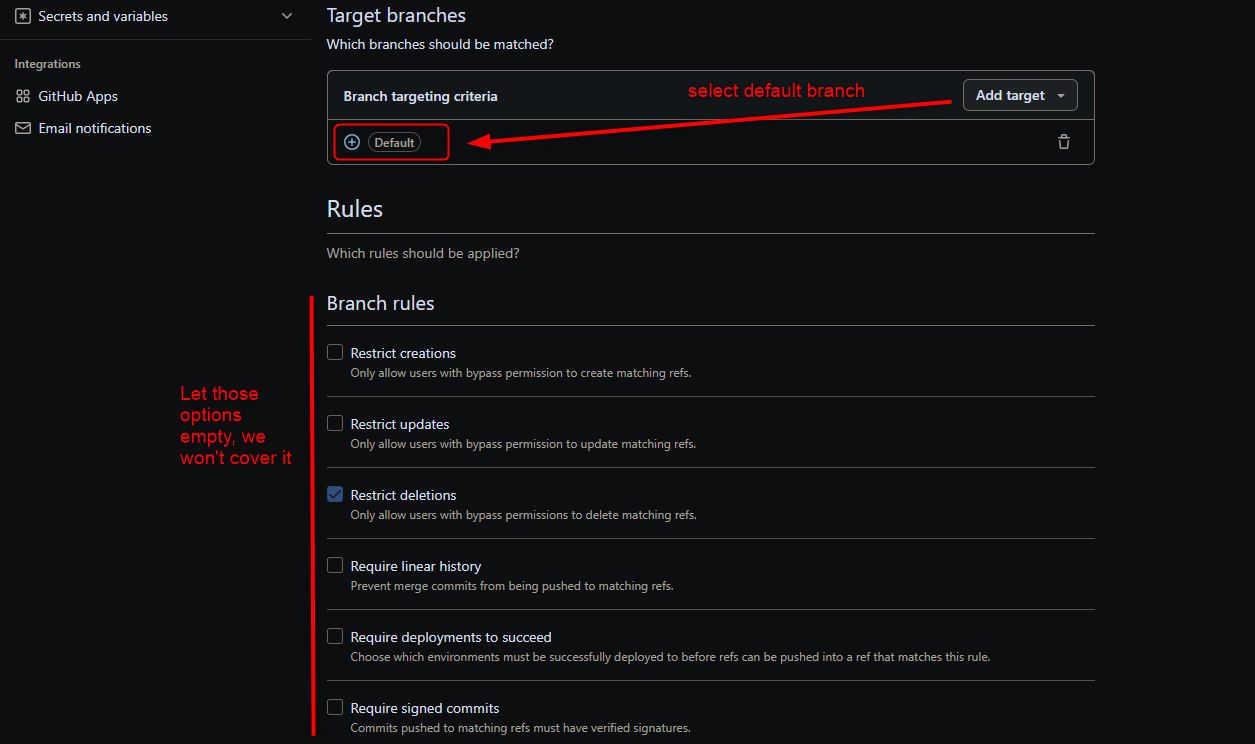 Secrets and variables
Integrations
GitHub Apps
Email notifications
Target branches
Which branches should be matched?
Branch targeting criteria
select default branch
Add target
Default
Rules
Which rules should be applied?
Branch rules
Restrict creations
Only allow users with bypass permission to create matching refs.
Let those
options
empty, we
won't cover it
Restrict updates
Only allow users with bypass permission to update matching refs.
Restrict deletions
Only allow users with bypass permissions to delete matching refs.
Require linear history
Prevent merge commits from being pushed to matching refs.
Require deployments to succeed
Choose which environments must be successfully deployed to before refs can be pushed into a ref that matches this rule.
Require signed commits
Commits pushed to matching refs must have verified signatures.